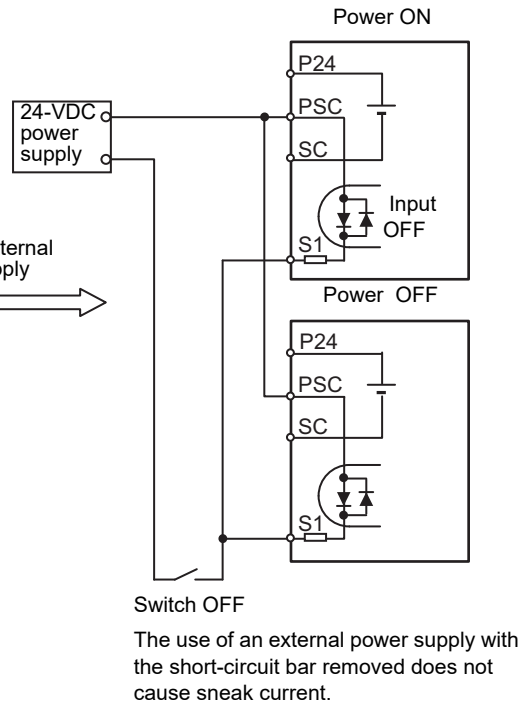 Power ON
P24
24-VDC
power
supply
PSC
SC
Input
OFF
S1
Power OFF
P24
PSC
SC
S1
Switch OFF
The use of an external power supply with
the short-circuit bar removed does not
cause sneak current.